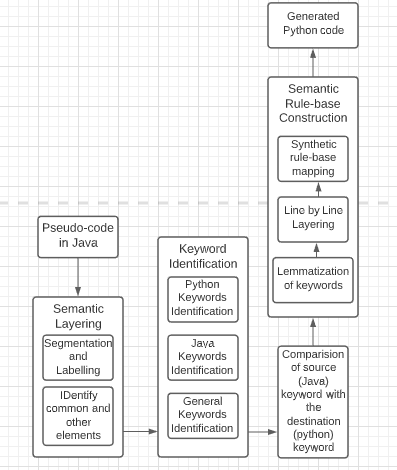 Generated
Python code
Semantic
Rule-base
Construction
Synthetic
rule-base
mapping
Line by Line
Layering
Lemmatization
of keywords
Pseudo-code
in Java
Semantic
Layering
Segmentation
and
Labelling
IDentify
common and
other
elements
Keyword
Identification
Python
Keywords
Identification
Java
Keywords
Identification
General
Keywords
Identification
Comparision
of source
(Java)
keyword with
the
destination
(python)
keyword